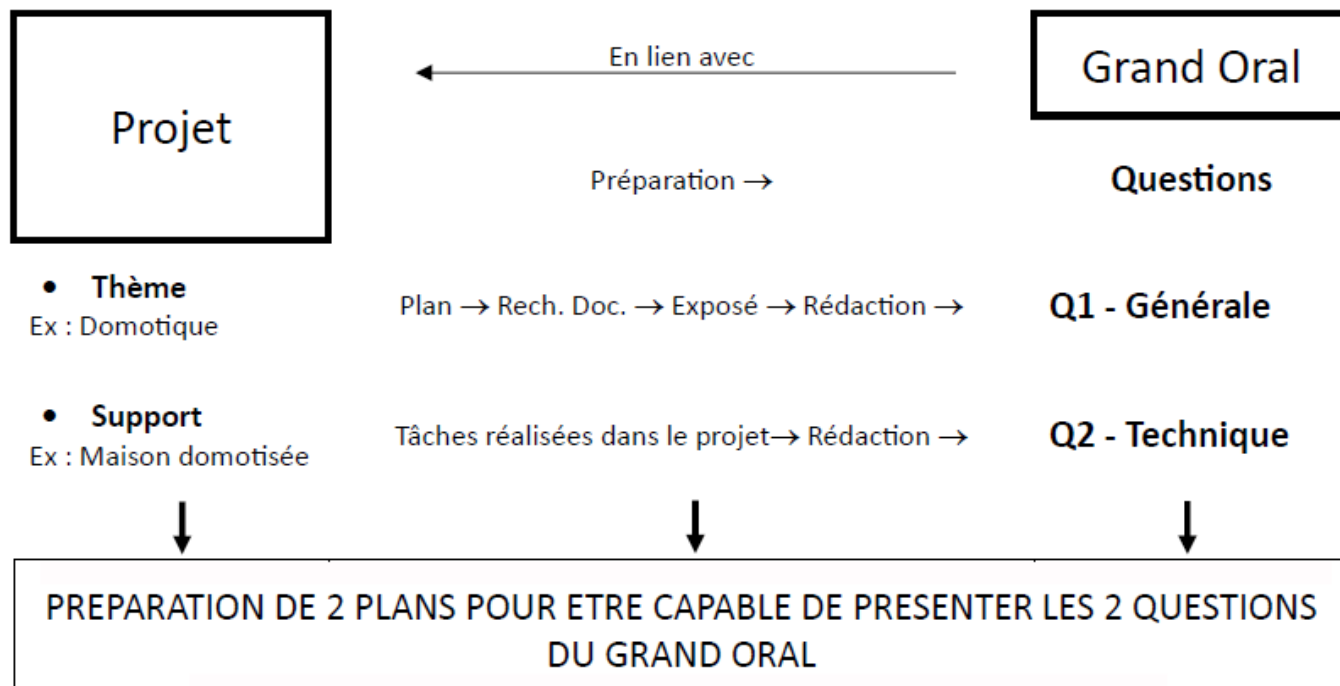 En lien avec
Grand Oral
Projet
Préparation →
Questions
• Thème
Ex : Domotique
Plan → Rech. Doc. → Exposé → Rédaction →
Q1 - Générale
• Support
Ex : Maison domotisée
Tâches réalisées dans le projet→ Rédaction →
Q2 - Technique
PREPARATION DE 2 PLANS POUR ETRE CAPABLE DE PRESENTER LES 2 QUESTIONS
DU GRAND ORAL